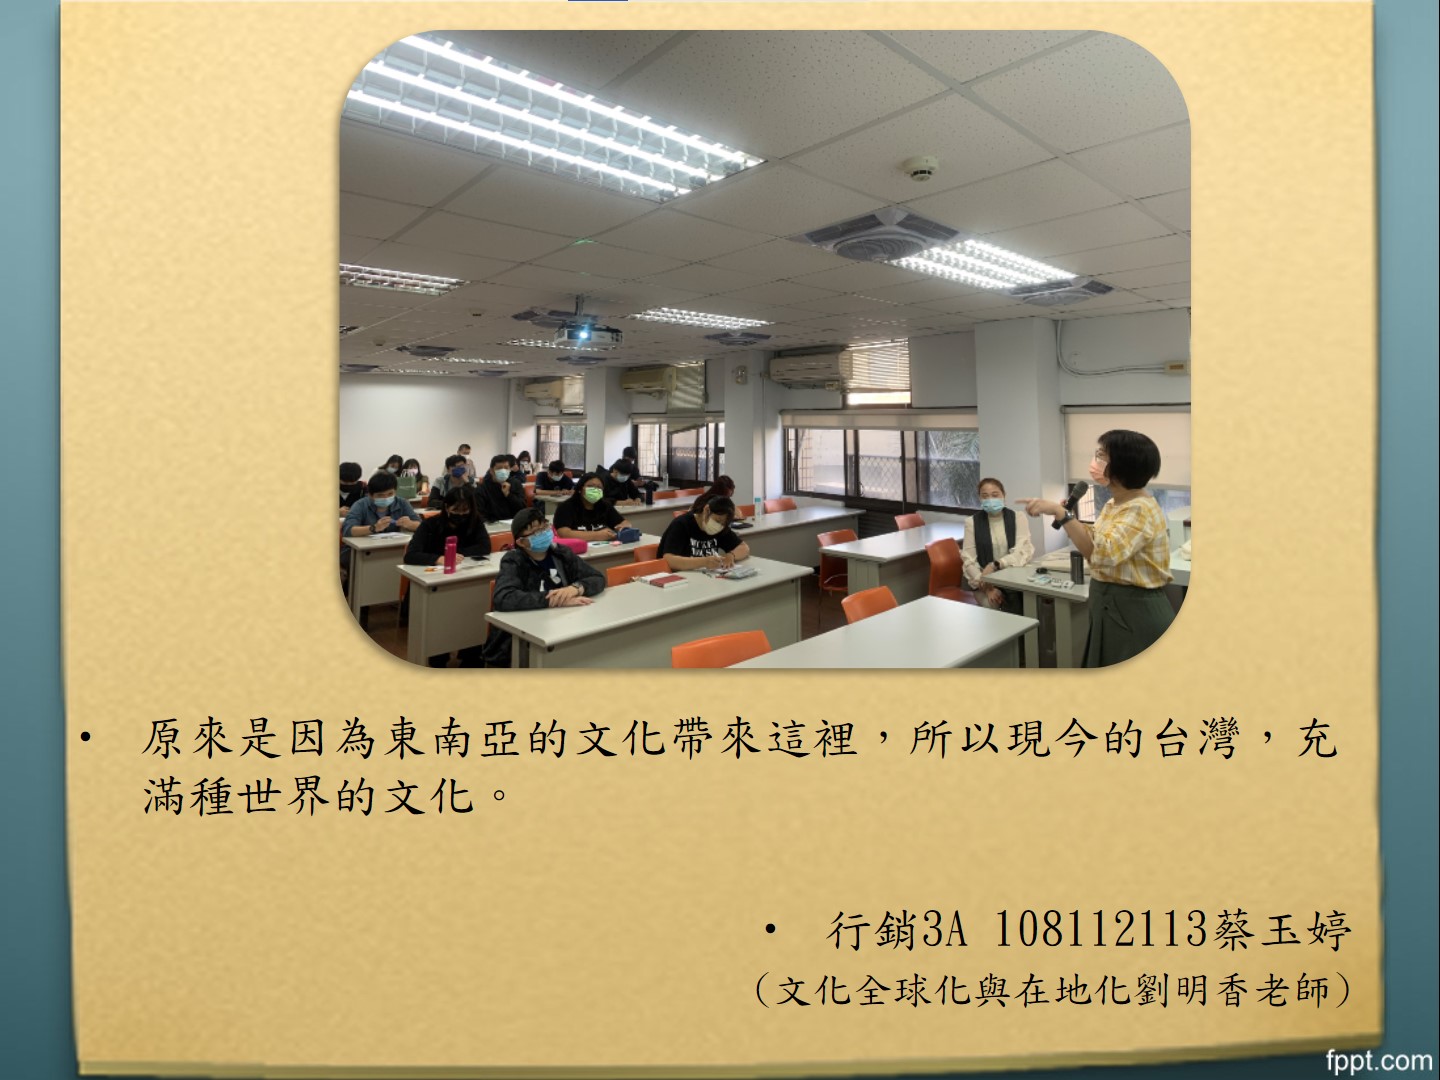 • 原來是因為東南亞的文化帶來這裡，所以現今的台灣，充
滿種世界的文化。
• 行銷3A 108112113蔡玉婷
(文化全球化與在地化劉明香老師)
fppt.com